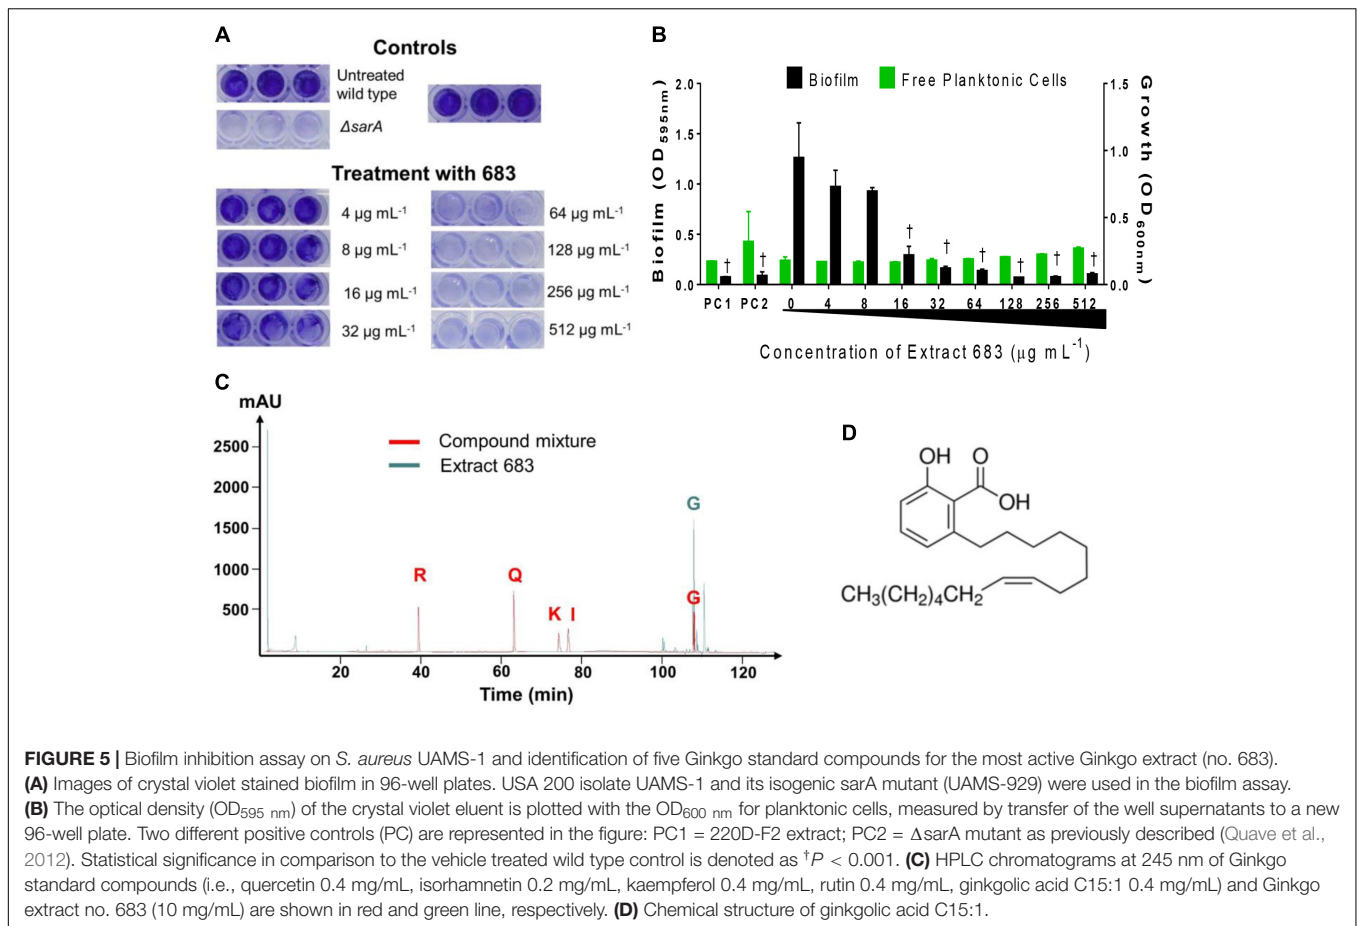 A
Controls
Untreated
wild type
ΔsarA
Treatment with 683
4 µg mL-1
8 µg mL-1
16 µg mL-1
32 µg mL-1
64 µg mL-1
128 µg mL-1
256 µg mL-1
512 µg mL-1
B
Biofilm
Free Planktonic Cells
Biofilm (OD595nm)
2.0
1.5
1.0
0.5
0.0
Growth (OD600nm)
1.5
1.0
0.5
0.0
† † † † † † † †
PC1 PC2 0 4 8 16 32 64 128 256 512
Concentration of Extract 683 (µg mL-1)
C
mAU
2500
2000
1500
1000
500
Compound mixture
Extract 683
R
Q
K I
G
G
20 40 60 80 100 120
Time (min)
D
OH O
OH
CH3(CH2)4CH2
FIGURE 5 | Biofilm inhibition assay on S. aureus UAMS-1 and identification of five Ginkgo standard compounds for the most active Ginkgo extract (no. 683).
(A) Images of crystal violet stained biofilm in 96-well plates. USA 200 isolate UAMS-1 and its isogenic sarA mutant (UAMS-929) were used in the biofilm assay.
(B) The optical density (OD595 nm) of the crystal violet eluent is plotted with the OD600 nm for planktonic cells, measured by transfer of the well supernatants to a new
96-well plate. Two different positive controls (PC) are represented in the figure: PC1 = 220D-F2 extract; PC2 = ΔsarA mutant as previously described (Quave et al.,
2012). Statistical significance in comparison to the vehicle treated wild type control is denoted as †P < 0.001. (C) HPLC chromatograms at 245 nm of Ginkgo
standard compounds (i.e., quercetin 0.4 mg/mL, isorhamnetin 0.2 mg/mL, kaempferol 0.4 mg/mL, rutin 0.4 mg/mL, ginkgolic acid C15:1 0.4 mg/mL) and Ginkgo
extract no. 683 (10 mg/mL) are shown in red and green line, respectively. (D) Chemical structure of ginkgolic acid C15:1.